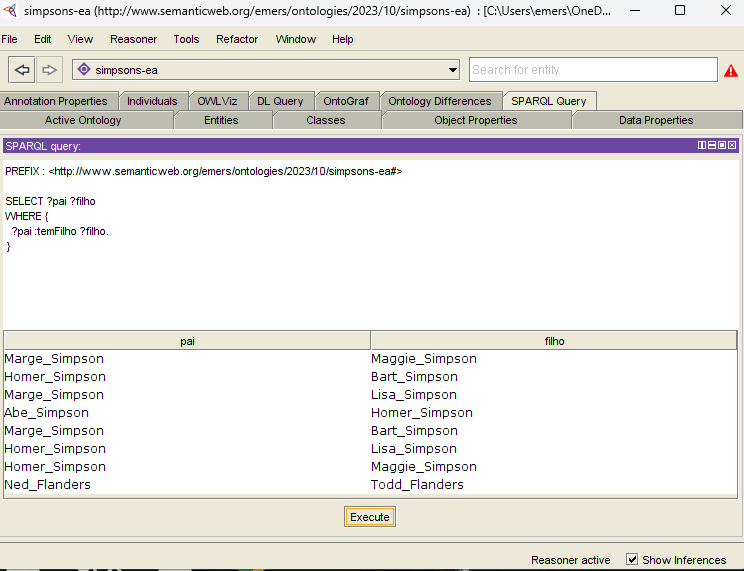 simpsons-ea (http://www.semanticweb.org/emers/ontologies/2023/10/simpsons-ea) : [C:\Users\emers\OneD...
File Edit View Reasoner Tools Refactor Window Help
simpsons-ea Search for entity
Annotation Properties Individuals OWLViz DL Query OntoGraf Ontology Differences SPARQL Query
Active Ontology Entities Classes Object Properties Data Properties
SPARQL query:
PREFIX : <http://www.semanticweb.org/emers/ontologies/2023/10/simpsons-ea#>
SELECT ?pai ?filho
WHERE {
?pai :temFilho ?filho.
}
pai filho
Marge_Simpson Maggie_Simpson
Homer_Simpson Bart_Simpson
Marge_Simpson Lisa_Simpson
Abe_Simpson Homer_Simpson
Marge_Simpson Bart_Simpson
Homer_Simpson Lisa_Simpson
Homer_Simpson Maggie_Simpson
Ned_Flanders Todd_Flanders
Execute
Reasoner active Show Inferences